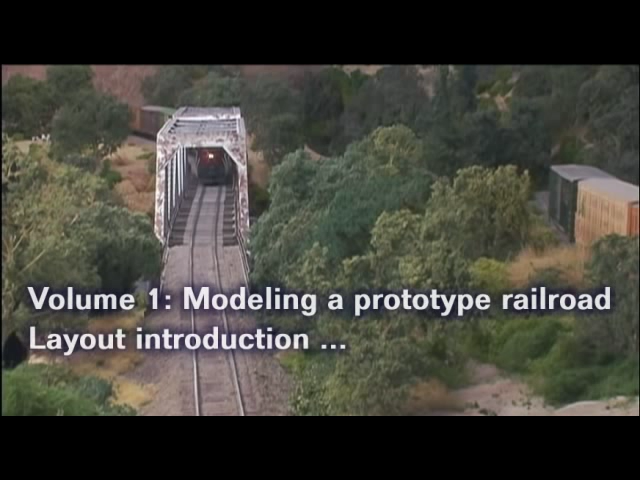 Volume 1: Modeling a prototype railroad
Layout introduction ...